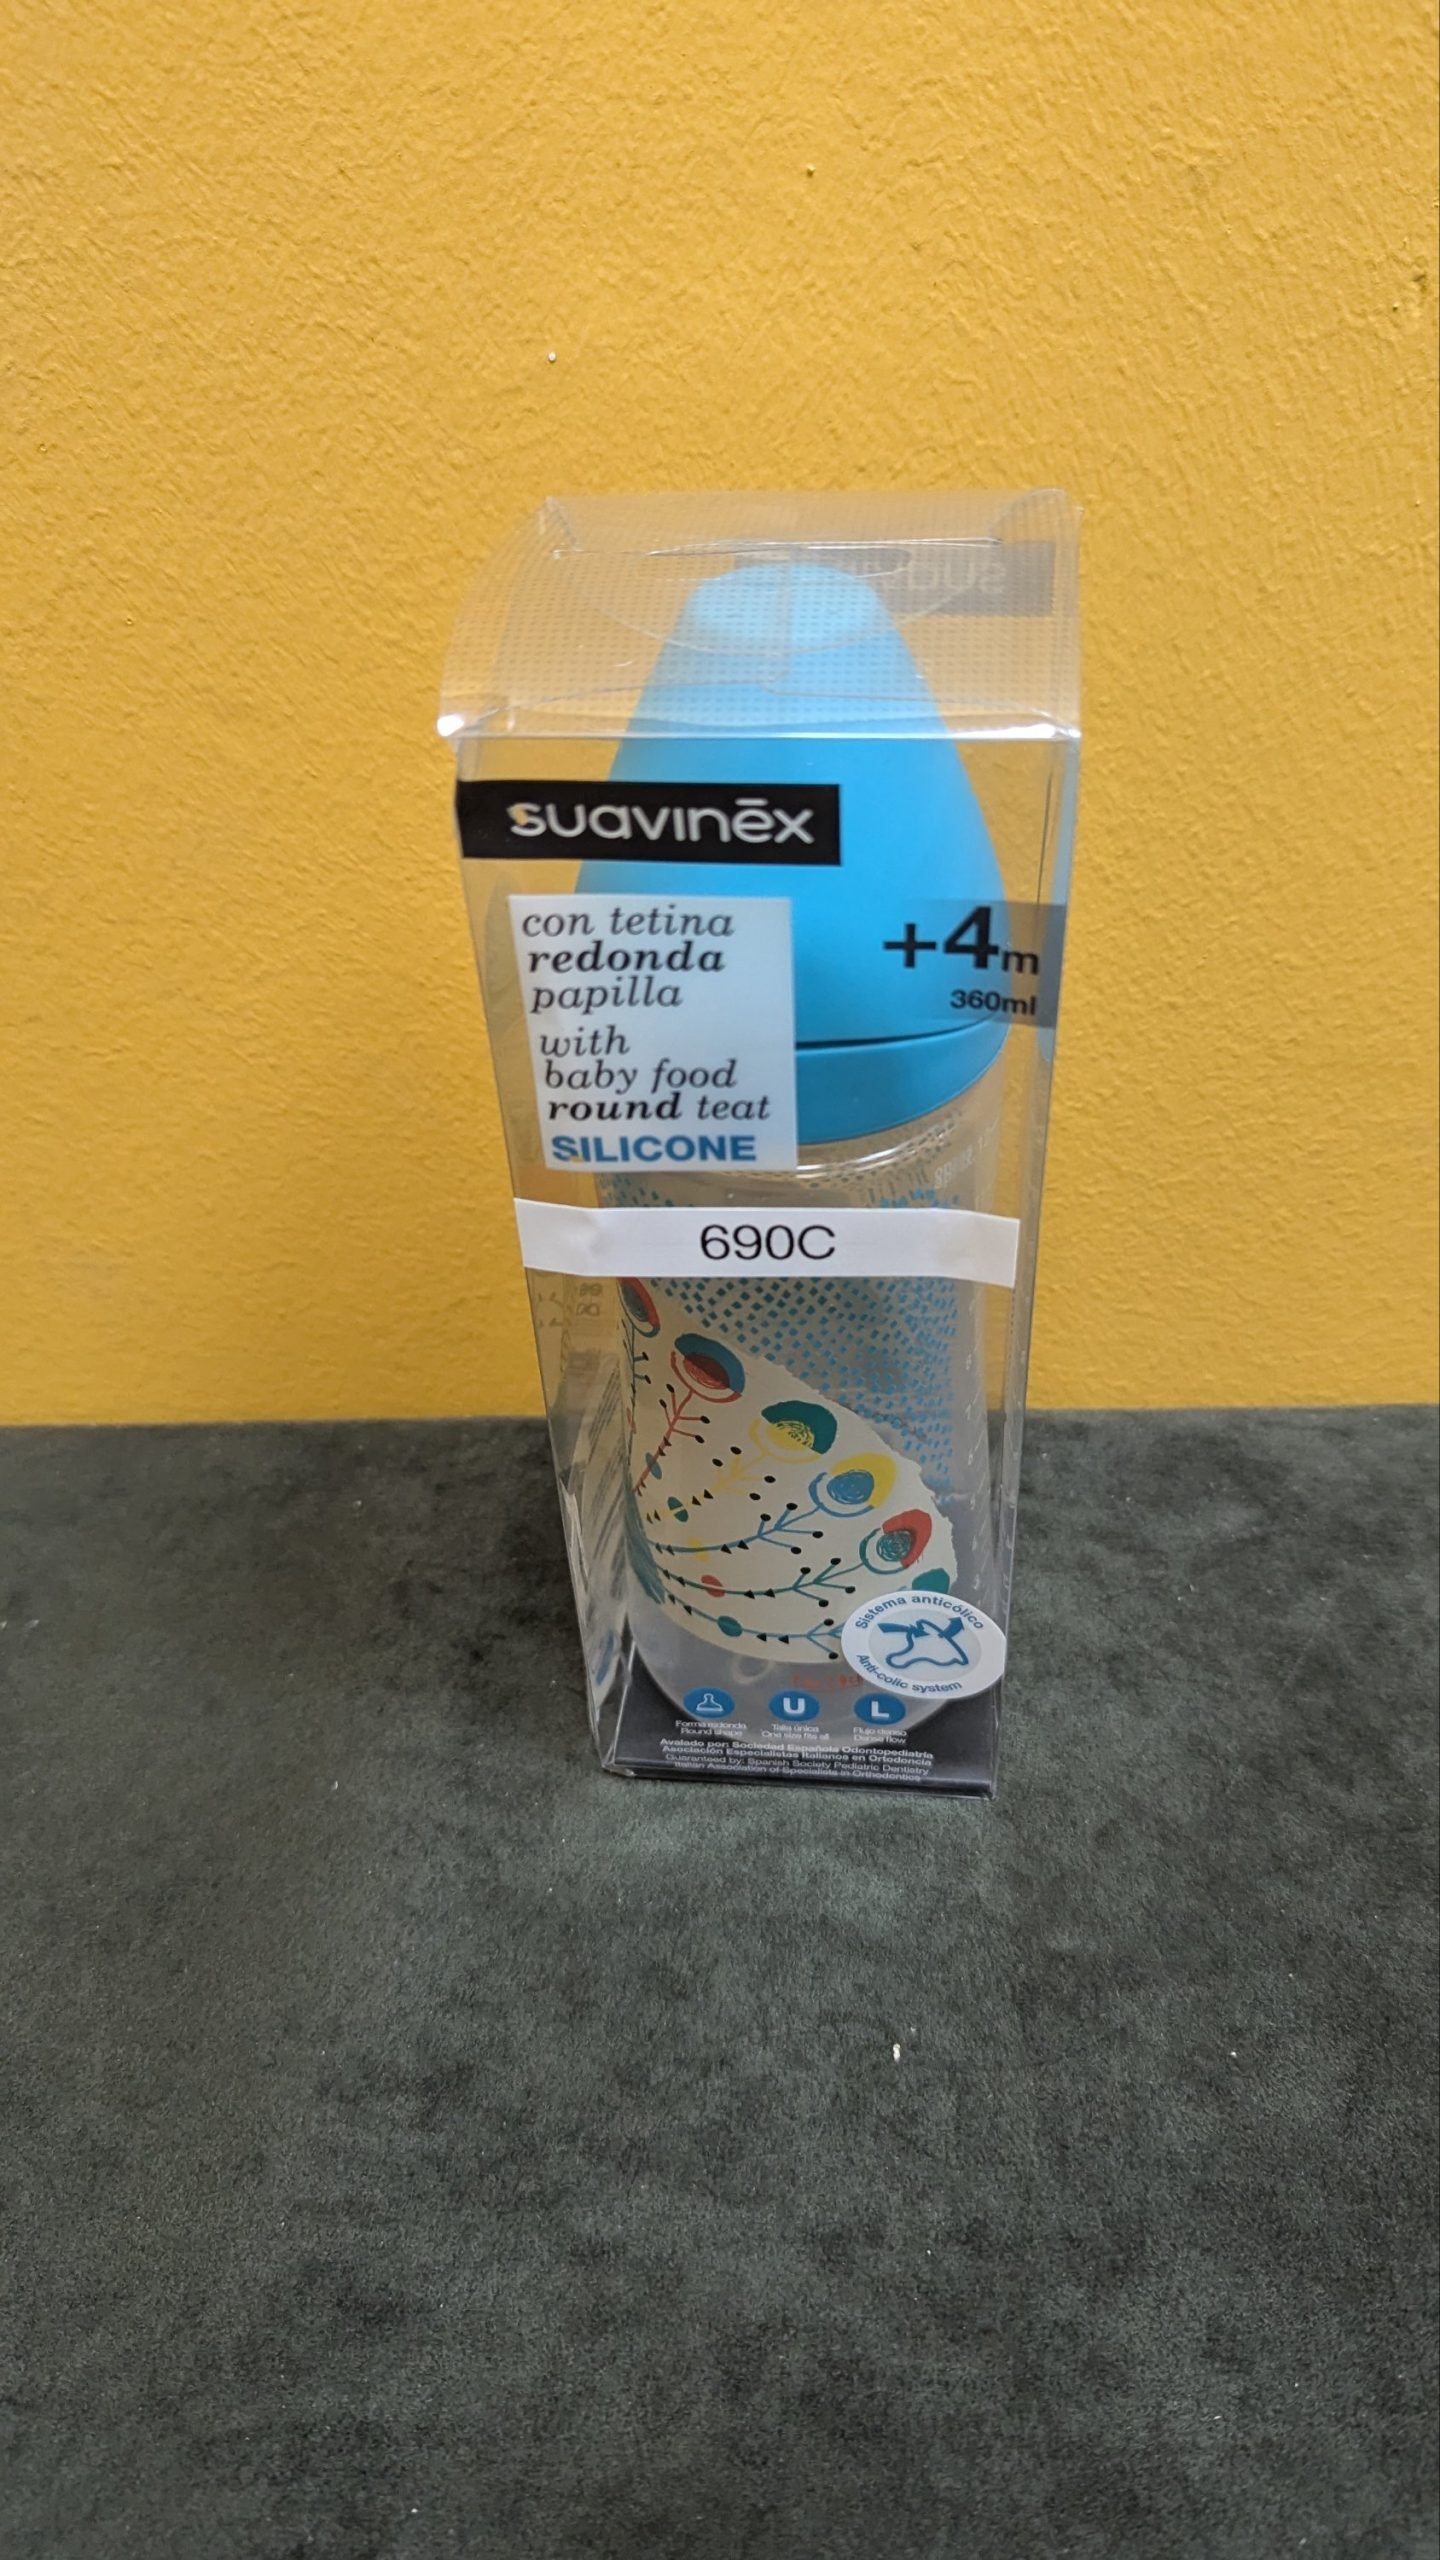 suavinēx
con tetina
redonda
papilla
with
baby food
round teat
SILICONE
+4m
360ml
690C
Sistema anticólico
Anti-colic system
U
L
Forma redonda
Round shape
Talla única
One size fits all
Flujo denso
Dense flow
Avalado por: Sociedad Española Odontopediatría
Asociación Especialistas Italianos en Ortodoncia
Guaranteed by: Spanish Society Pediatric Dentistry
Italian Association of Specialists in Orthodontics